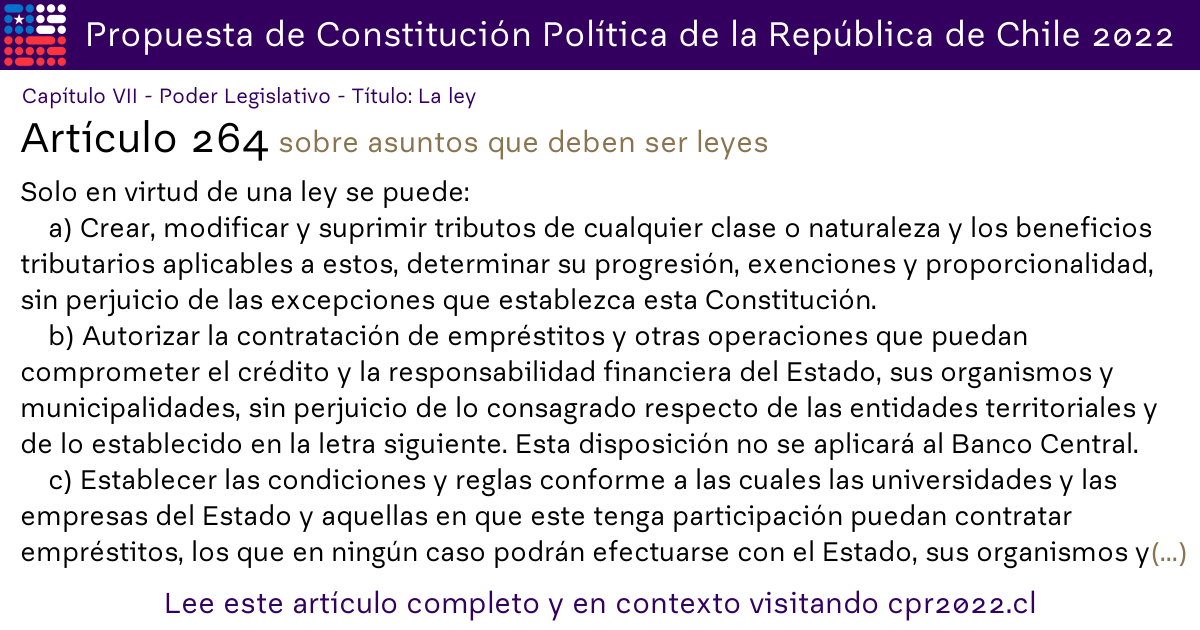 Propuesta de Constitución Política de la República de Chile 2022
Capítulo VII - Poder Legislativo - Título: La ley
Artículo 264 sobre asuntos que deben ser leyes
Solo en virtud de una ley se puede:
a) Crear, modificar y suprimir tributos de cualquier clase o naturaleza y los beneficios
tributarios aplicables a estos, determinar su progresión, exenciones y proporcionalidad,
sin perjuicio de las excepciones que establezca esta Constitución.
b) Autorizar la contratación de empréstitos y otras operaciones que puedan
comprometer el crédito y la responsabilidad financiera del Estado, sus organismos y
municipalidades, sin perjuicio de lo consagrado respecto de las entidades territoriales y
de lo establecido en la letra siguiente. Esta disposición no se aplicará al Banco Central.
c) Establecer las condiciones y reglas conforme a las cuales las universidades y las
empresas del Estado y aquellas en que este tenga participación puedan contratar
empréstitos, los que en ningún caso podrán efectuarse con el Estado, sus organismos y(...)
Lee este artículo completo y en contexto visitando cpr2022.cl